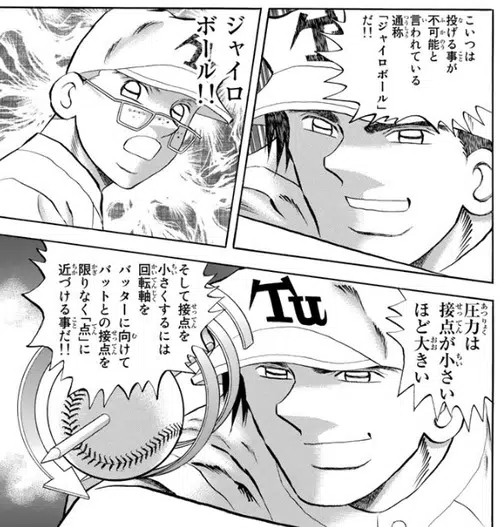 こいつは
投げる事が
不可能と
言われている
通称
「ジャイロボール」
だ!!
ジャイロ
ボール!!
圧力は
接点が小さい
ほど大きい
Tu
そして接点を
小さくするには
回転軸を
バッターに向けて
バットとの接点を
限りなく「点」に
近づける事だ!!